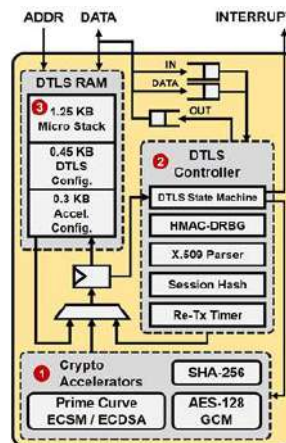 ADDR DATA INTERRUPT
IN
DTLS RAM
DATA
OUT
3
1.25 KB
Micro Stack
0.45 KB
DTLS
Config.
0.3 KB
Accel.
Config.
2
DTLS
Controller
DTLS State Machine
HMAC-DRBG
X.509 Parser
Session Hash
Re-Tx Timer
1 Crypto
Accelerators
SHA-256
Prime Curve
ECSM / ECDSA
AES-128
GCM